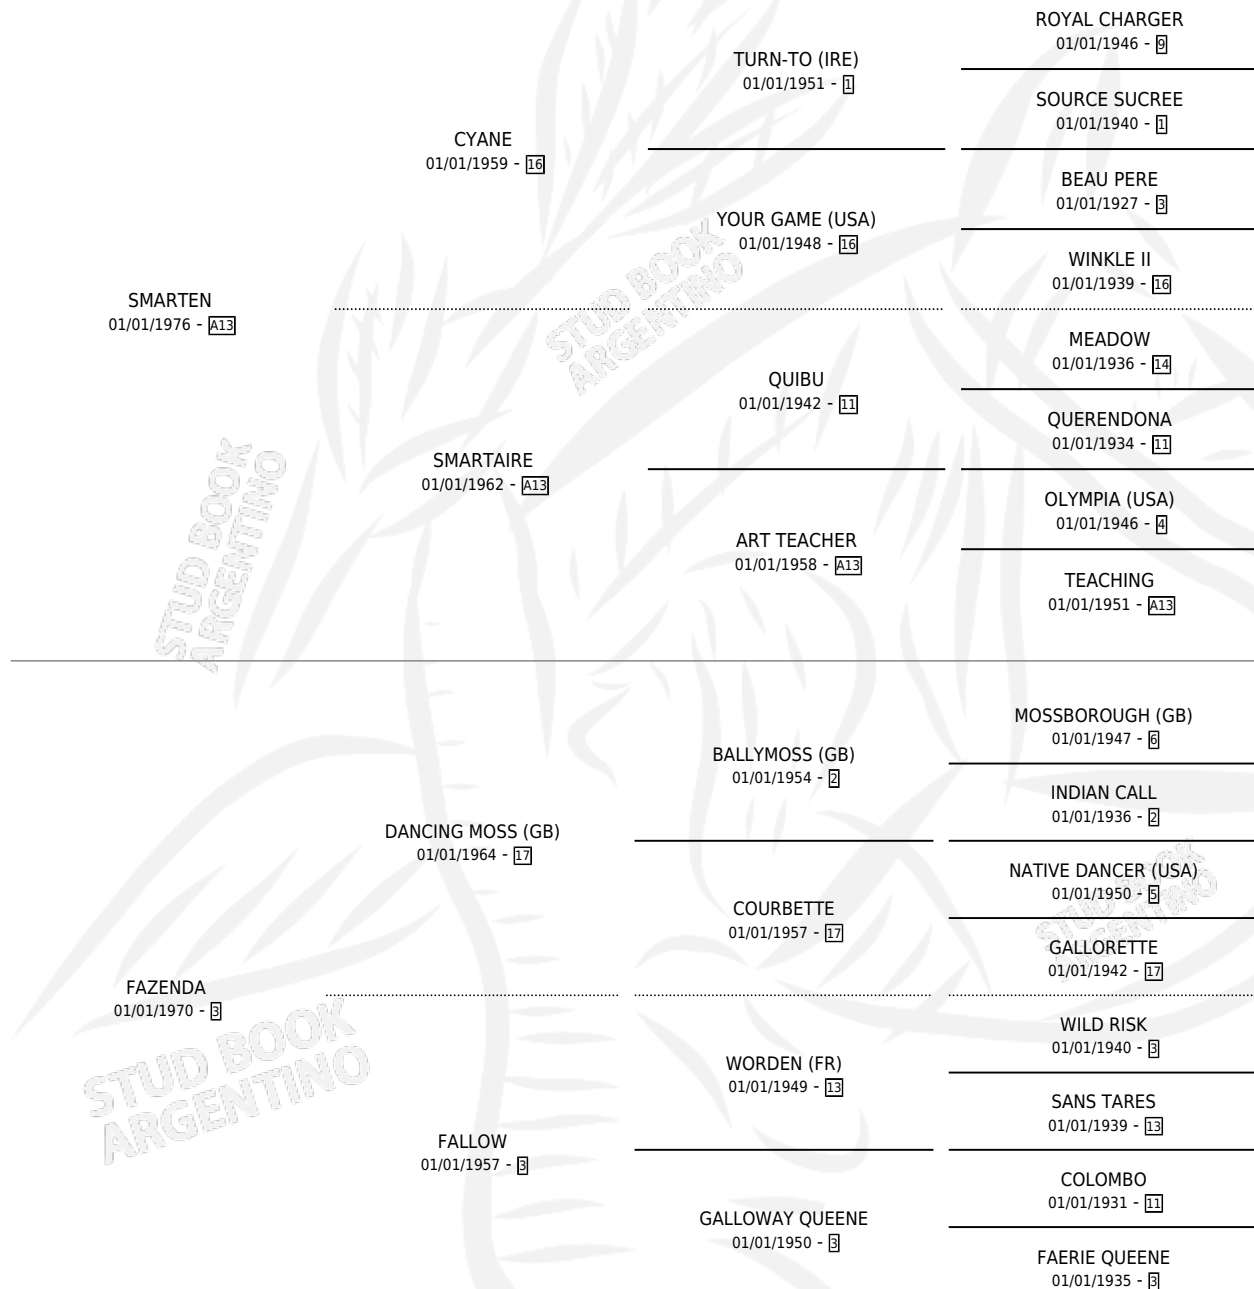 ROYAL CHARGER
01/01/1946 - 9
TURN-TO (IRE)
01/01/1951 - 1
SOURCE SUCREE
01/01/1940 - 1
CYANE
01/01/1959 - 16
BEAU PERE
01/01/1927 - 3
YOUR GAME (USA)
01/01/1948 - 16
WINKLE II
01/01/1939 - 16
SMARTEN
01/01/1976 - A13
STUD BOOK
ARGENTINO
MEADOW
01/01/1936 - 14
QUIBU
01/01/1942 - 11
QUERENDONA
01/01/1934 - 11
SMARTAIRE
01/01/1962 - A13
OLYMPIA (USA)
01/01/1946 - 4
ART TEACHER
01/01/1958 - A13
TEACHING
01/01/1951 - A13
STUD BOOK
ARGENTINO
MOSSBOROUGH (GB)
01/01/1947 - 6
BALLYMOSS (GB)
01/01/1954 - 2
INDIAN CALL
01/01/1936 - 2
DANCING MOSS (GB)
01/01/1964 - 17
NATIVE DANCER (USA)
01/01/1950 - 5
COURBETTE
01/01/1957 - 17
GALLORETTE
01/01/1942 - 17
STUD BOOK
ARGENTINO
FAZENDA
01/01/1970 - 3
WILD RISK
01/01/1940 - 3
WORDEN (FR)
01/01/1949 - 13
SANS TARES
01/01/1939 - 13
STUD BOOK
ARGENTINO
FALLOW
01/01/1957 - 3
COLOMBO
01/01/1931 - 11
GALLOWAY QUEENE
01/01/1950 - 3
FAERIE QUEENE
01/01/1935 - 3